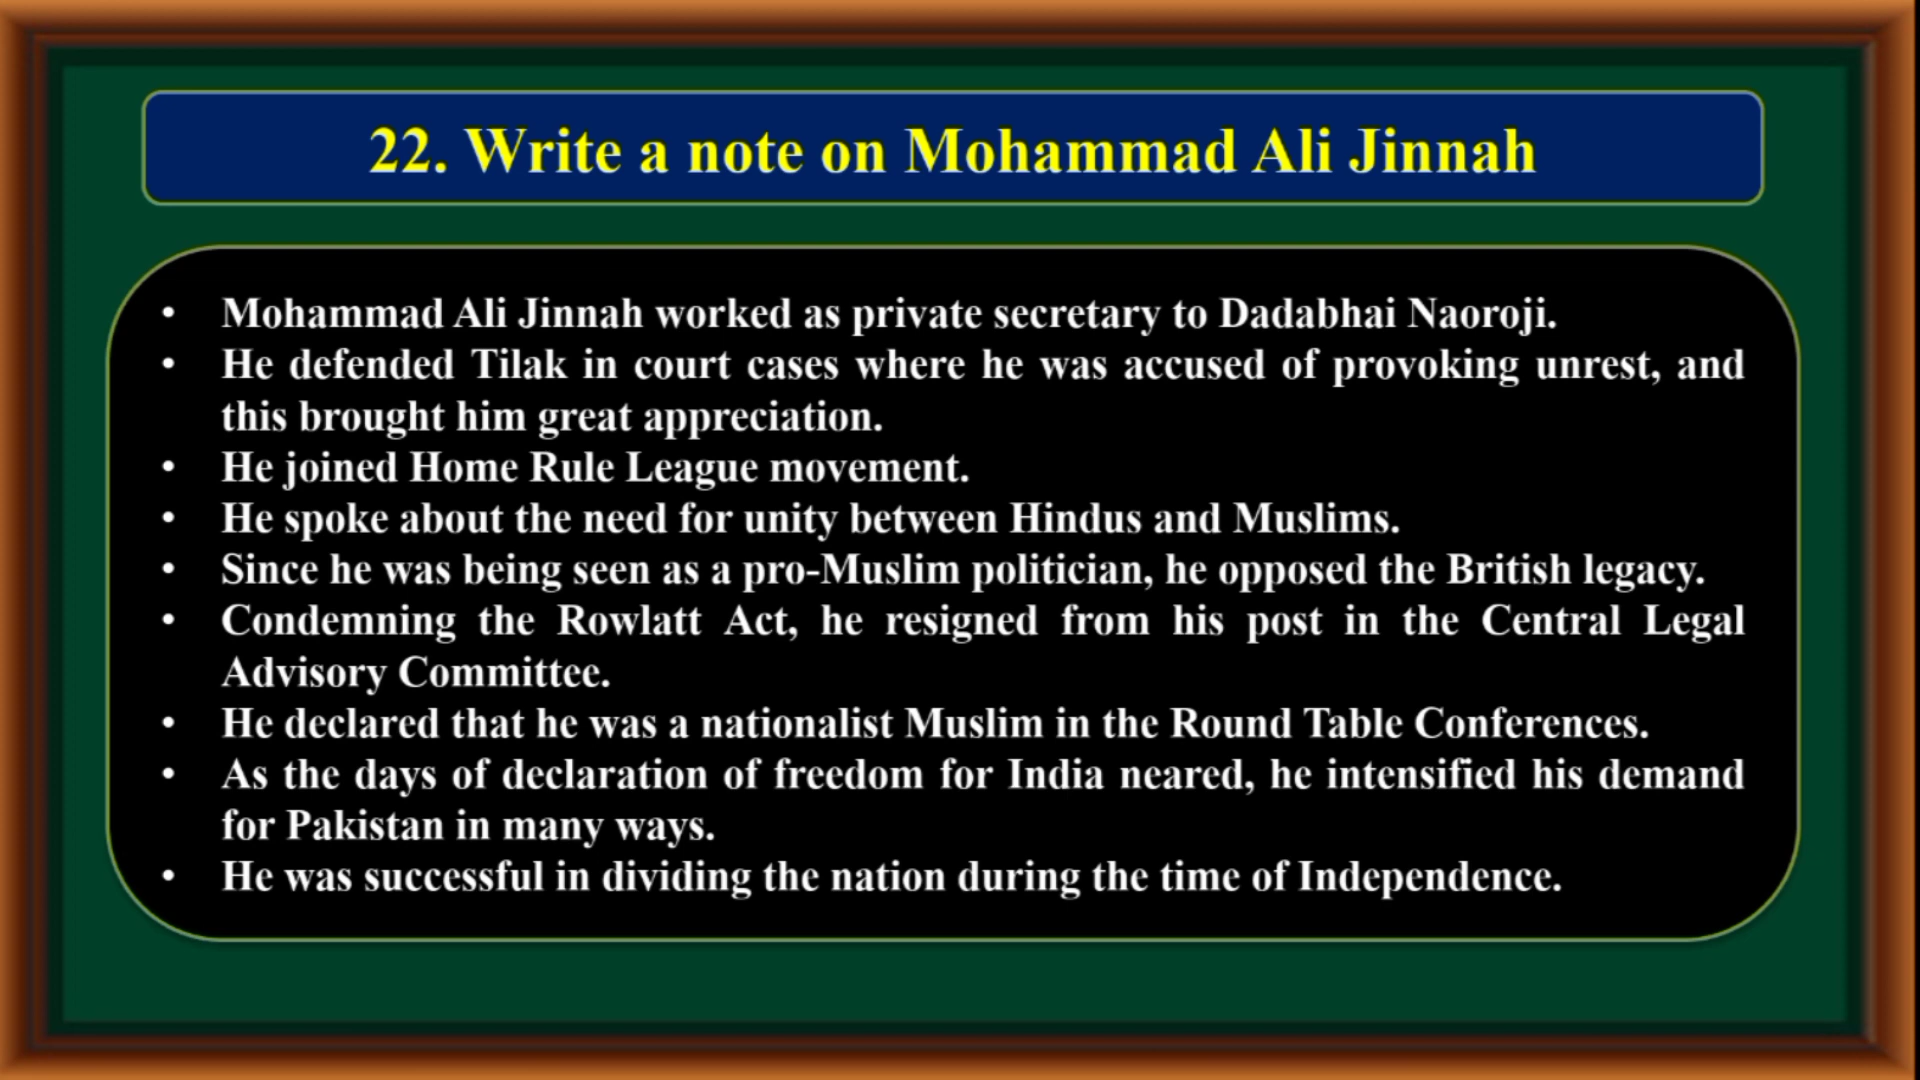 22. Write a note on Mohammad Ali Jinnah
• Mohammad Ali Jinnah worked as private secretary to Dadabhai Naoroji.
• He defended Tilak in court cases where he was accused of provoking unrest, and
this brought him great appreciation.
• He joined Home Rule League movement.
• He spoke about the need for unity between Hindus and Muslims.
• Since he was being seen as a pro-Muslim politician, he opposed the British legacy.
• Condemning the Rowlatt Act, he resigned from his post in the Central Legal
Advisory Committee.
• He declared that he was a nationalist Muslim in the Round Table Conferences.
• As the days of declaration of freedom for India neared, he intensified his demand
for Pakistan in many ways.
• He was successful in dividing the nation during the time of Independence.